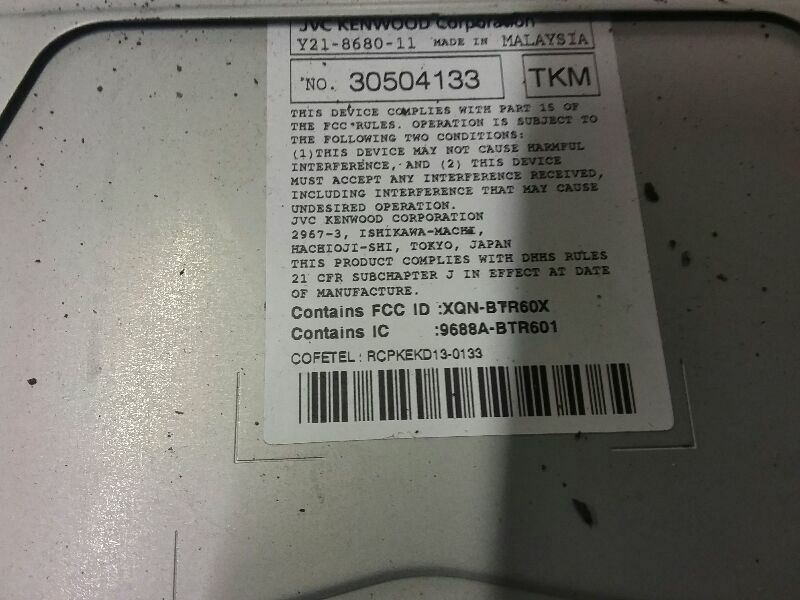 JVC KENWOOD Corporation
Y21-8680-11 MADE IN MALAYSIA
NO. 30504133 TKM
THIS DEVICE COMPLIES WITH PART 15 OF
THE FCC RULES. OPERATION IS SUBJECT TO
THE FOLLOWING TWO CONDITIONS:
(1)THIS DEVICE MAY NOT CAUSE HARMFUL
INTERFERENCE, AND (2) THIS DEVICE
MUST ACCEPT ANY INTERFERENCE RECEIVED,
INCLUDING INTERFERENCE THAT MAY CAUSE
UNDESIRED OPERATION.
JVC KENWOOD CORPORATION
2967-3, ISHIKAWA-MACHI,
HACHIOJI-SHI, TOKYO, JAPAN
THIS PRODUCT COMPLIES WITH DHHS RULES
21 CFR SUBCHAPTER J IN EFFECT AT DATE
OF MANUFACTURE.
Contains FCC ID :XQN-BTR60X
Contains IC :9688A-BTR601
COFETEL : RCPKEKD13-0133